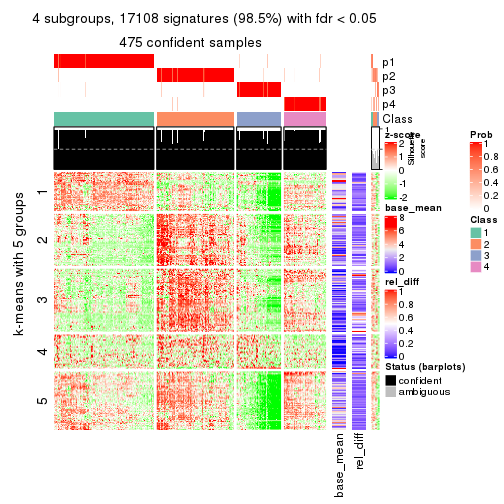 4 subgroups, 17108 signatures (98.5%) with fdr < 0.05
475 confident samples
p1
p2
p3
p4
Class
1
Silhouette
score
k-means with 5 groups
1
2
3
4
5
base_mean
rel_diff
z-score
2
1
0
-1
-2
base_mean
8
6
4
2
0
rel_diff
1
0.8
0.6
0.4
0.2
0
Status (barplots)
confident
ambiguous
Prob
1
0.8
0.6
0.4
0.2
0
Class
1
2
3
4